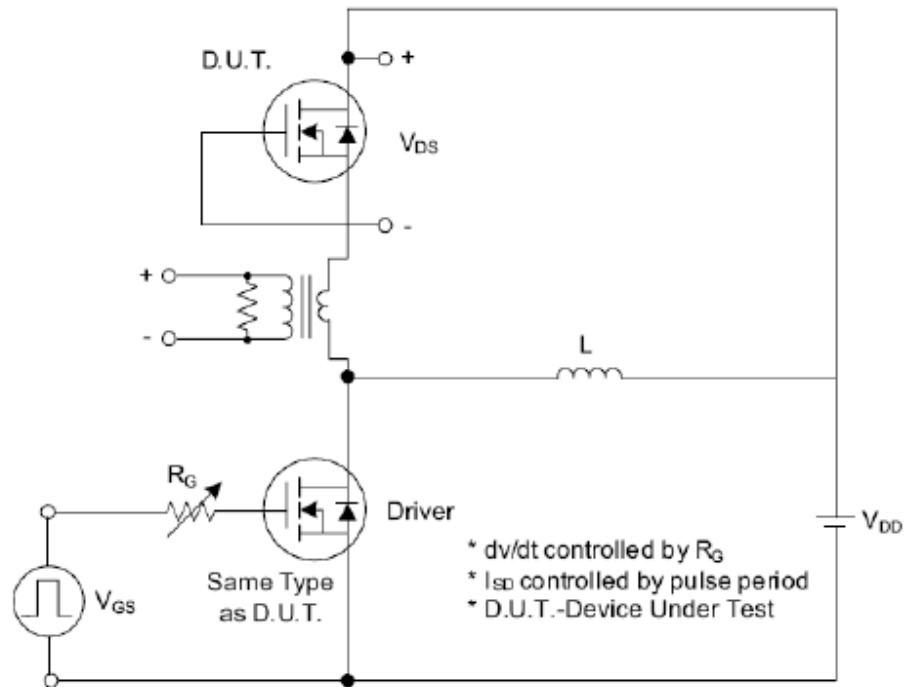 D.U.T.
+
VDS
-
+
-
L
RG
Driver
VDD
VGS
Same Type
as D.U.T.
* dv/dt controlled by RG
* ISD controlled by pulse period
* D.U.T.-Device Under Test